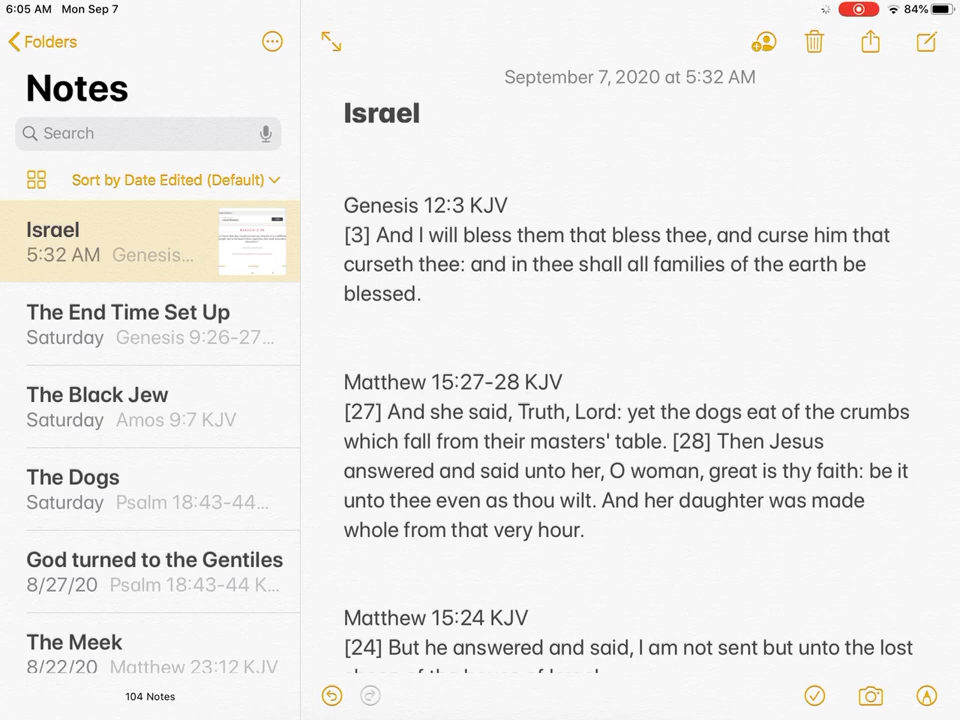 6:05 AM Mon Sep 7
84%
Folders
Notes
Search
Sort by Date Edited (Default)
Israel
5:32 AM Genesis...
The End Time Set Up
Saturday Genesis 9:26-27...
The Black Jew
Saturday Amos 9:7 KJV
The Dogs
Saturday Psalm 18:43-44...
God turned to the Gentiles
8/27/20 Psalm 18:43-44 K...
The Meek
8/22/20 Matthew 23:12 KJV
104 Notes
September 7, 2020 at 5:32 AM
Israel
Genesis 12:3 KJV
[3] And I will bless them that bless thee, and curse him that
curseth thee: and in thee shall all families of the earth be
blessed.
Matthew 15:27-28 KJV
[27] And she said, Truth, Lord: yet the dogs eat of the crumbs
which fall from their masters' table. [28] Then Jesus
answered and said unto her, O woman, great is thy faith: be it
unto thee even as thou wilt. And her daughter was made
whole from that very hour.
Matthew 15:24 KJV
[24] But he answered and said, I am not sent but unto the lost